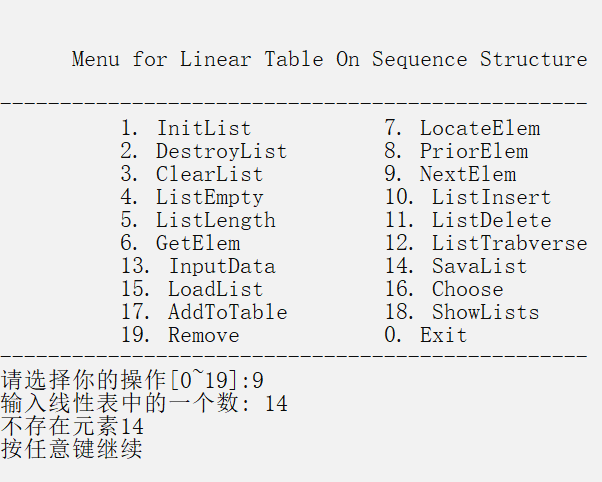 Menu for Linear Table On Sequence Structure
-------------------------------------------------
1. InitList 7. LocateElem
2. DestroyList 8. PriorElem
3. ClearList 9. NextElem
4. ListEmpty 10. ListInsert
5. ListLength 11. ListDelete
6. GetElem 12. ListTrabverse
13. InputData 14. SavaList
15. LoadList 16. Choose
17. AddToTable 18. ShowLists
19. Remove 0. Exit
-------------------------------------------------
请选择你的操作[0~19]:9
输入线性表中的一个数: 14
不存在元素14
按任意键继续